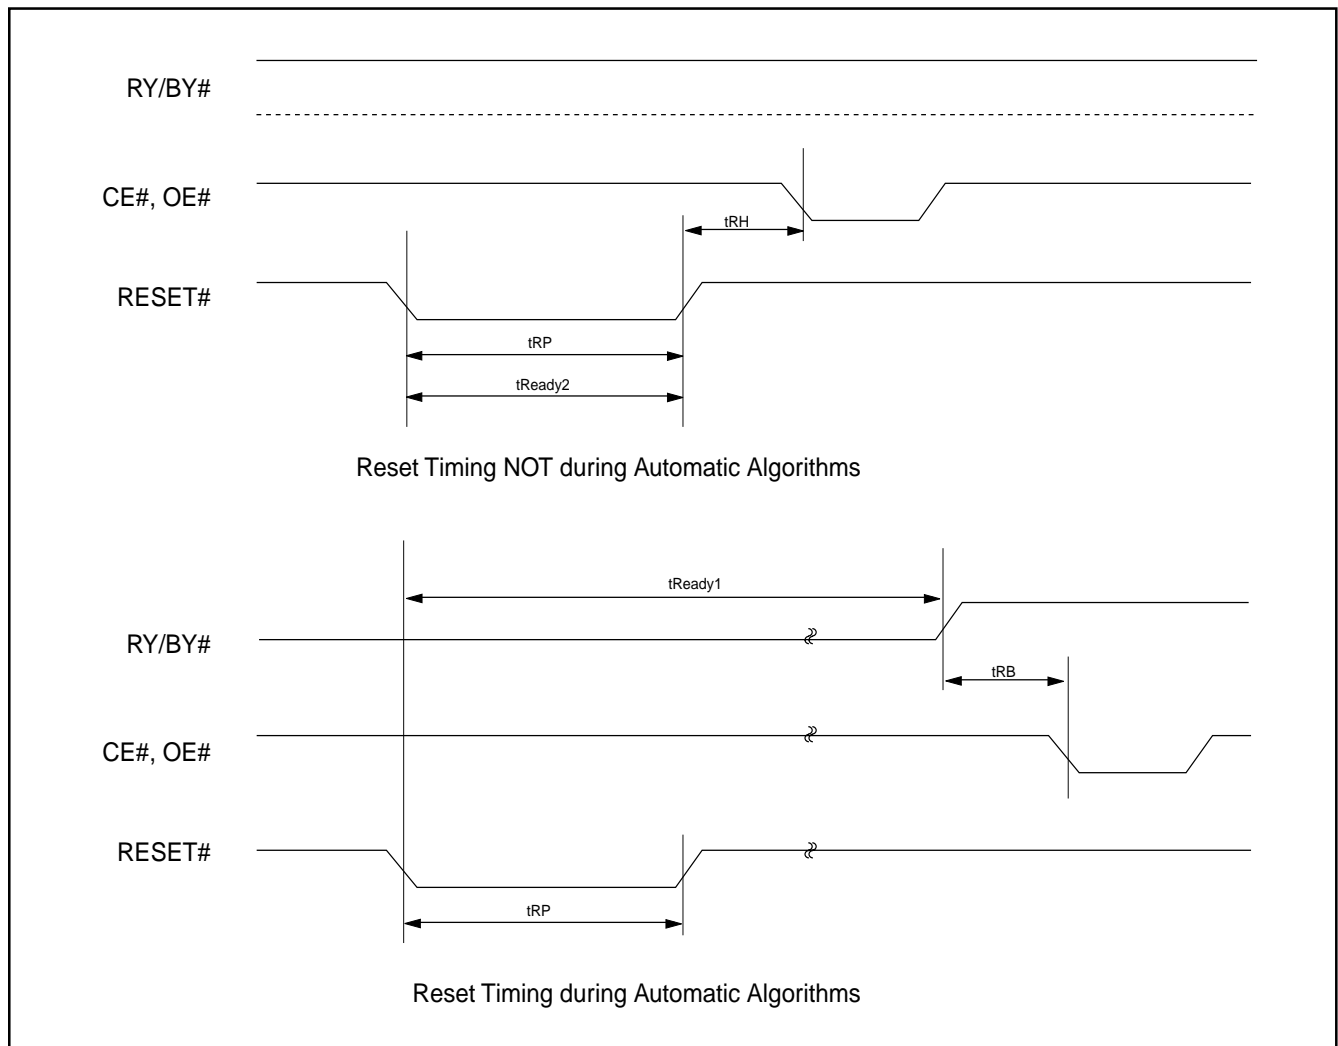 RY/BY#
CE#, OE#
tRH
RESET#
tRP
tReady2
Reset Timing NOT during Automatic Algorithms
tReady1
RY/BY#
tRB
CE#, OE#
RESET#
tRP
Reset Timing during Automatic Algorithms